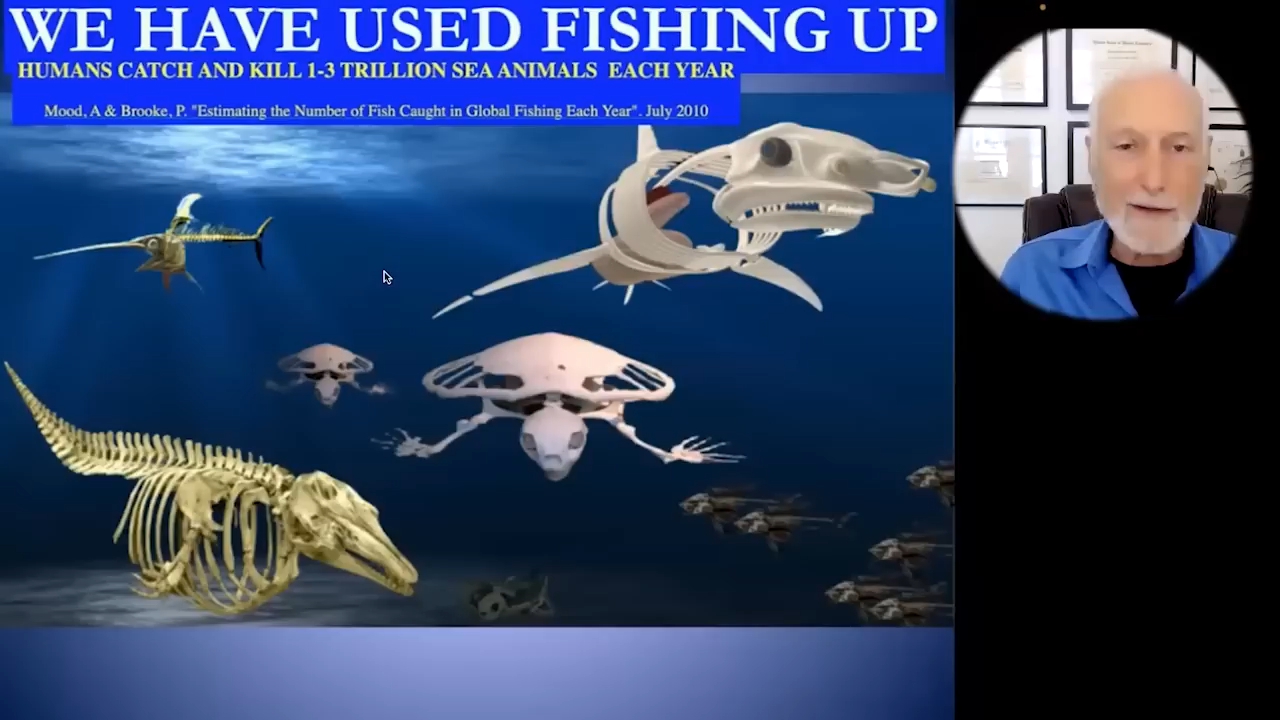 WE HAVE USED FISHING UP
HUMANS CATCH AND KILL 1-3 TRILLION SEA ANIMALS EACH YEAR
Mood, A & Brooke, P. "Estimating the Number of Fish Caught in Global Fishing Each Year". July 2010